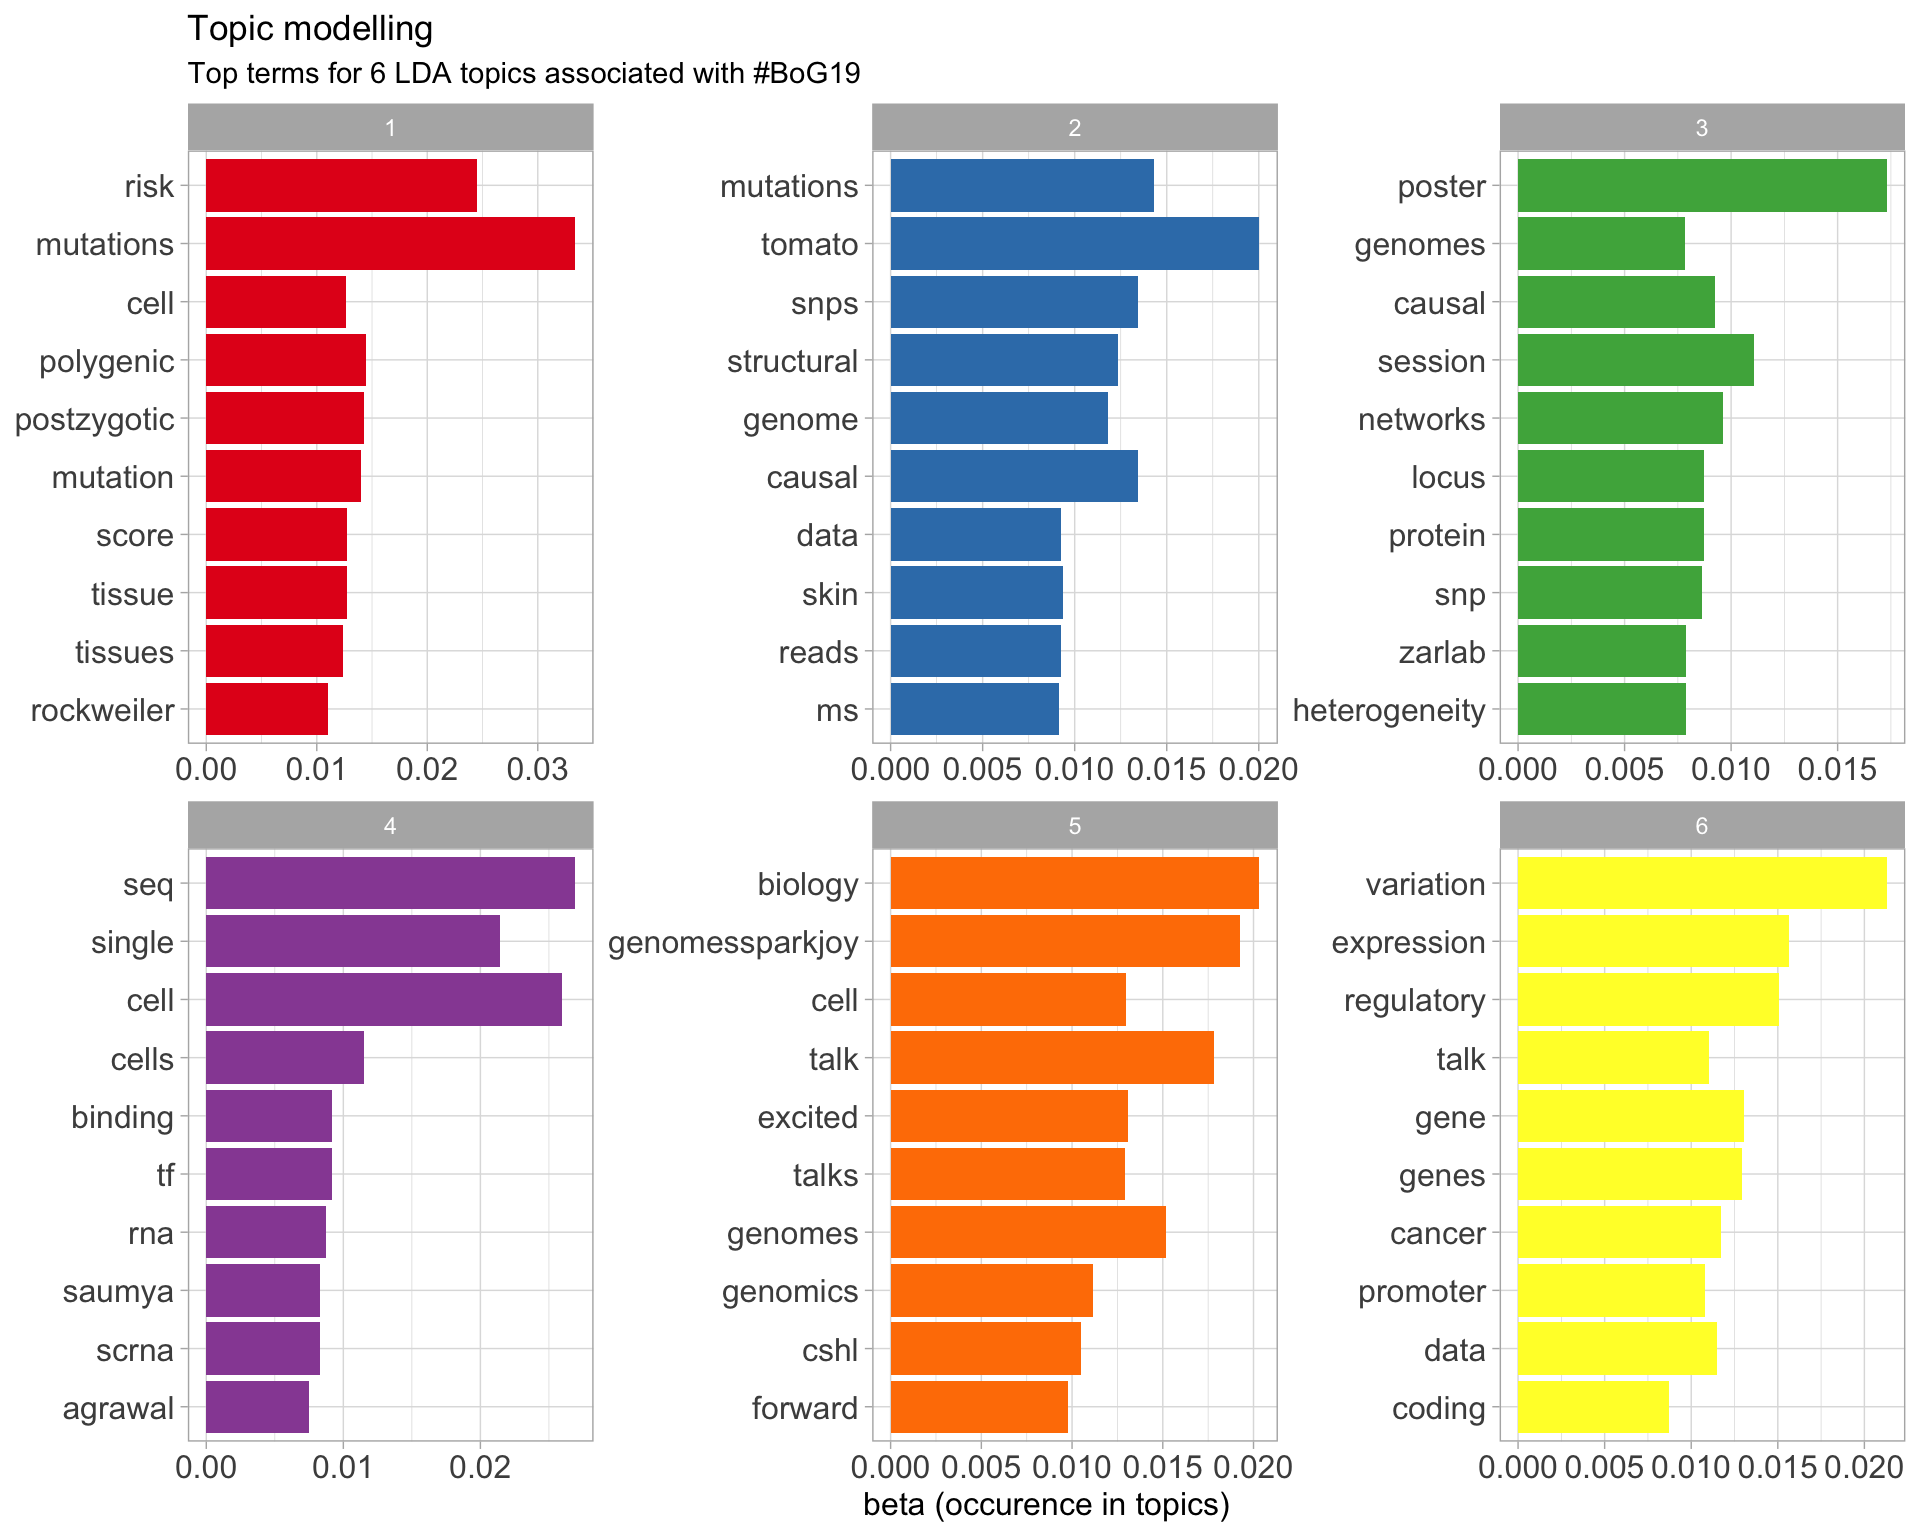 Topic modelling
Top terms for 6 LDA topics associated with #BoG19
1
risk
mutations
cell
polygenic
postzygotic
mutation
score
tissue
tissues
rockweiler
0.00 0.01 0.02 0.03
2
mutations
tomato
snps
structural
genome
causal
data
skin
reads
ms
0.000 0.005 0.010 0.015 0.020
3
poster
genomes
causal
session
networks
locus
protein
snp
zarlab
heterogeneity
0.000 0.005 0.010 0.015
4
seq
single
cell
cells
binding
tf
rna
saumya
scrna
agrawal
0.00 0.01 0.02
5
biology
genomessparkjoy
cell
talk
excited
talks
genomes
genomics
cshl
forward
0.000 0.005 0.010 0.015 0.020
6
variation
expression
regulatory
talk
gene
genes
cancer
promoter
data
coding
0.000 0.005 0.010 0.015 0.020
beta (occurence in topics)